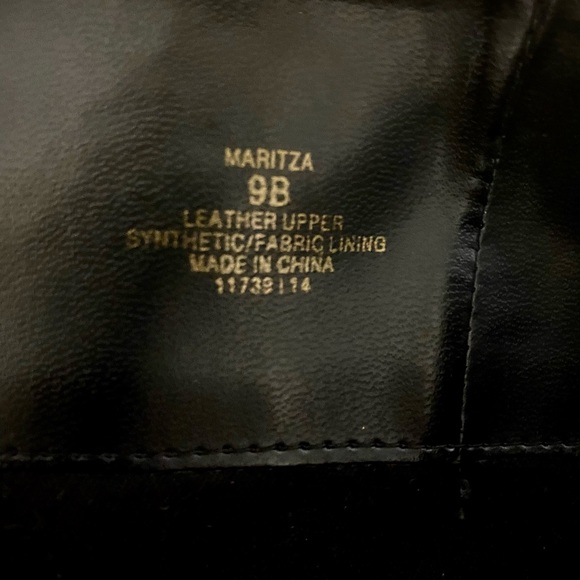 MARITZA
9B
LEATHER UPPER
SYNTHETIC/FABRIC LINING
MADE IN CHINA
11739114